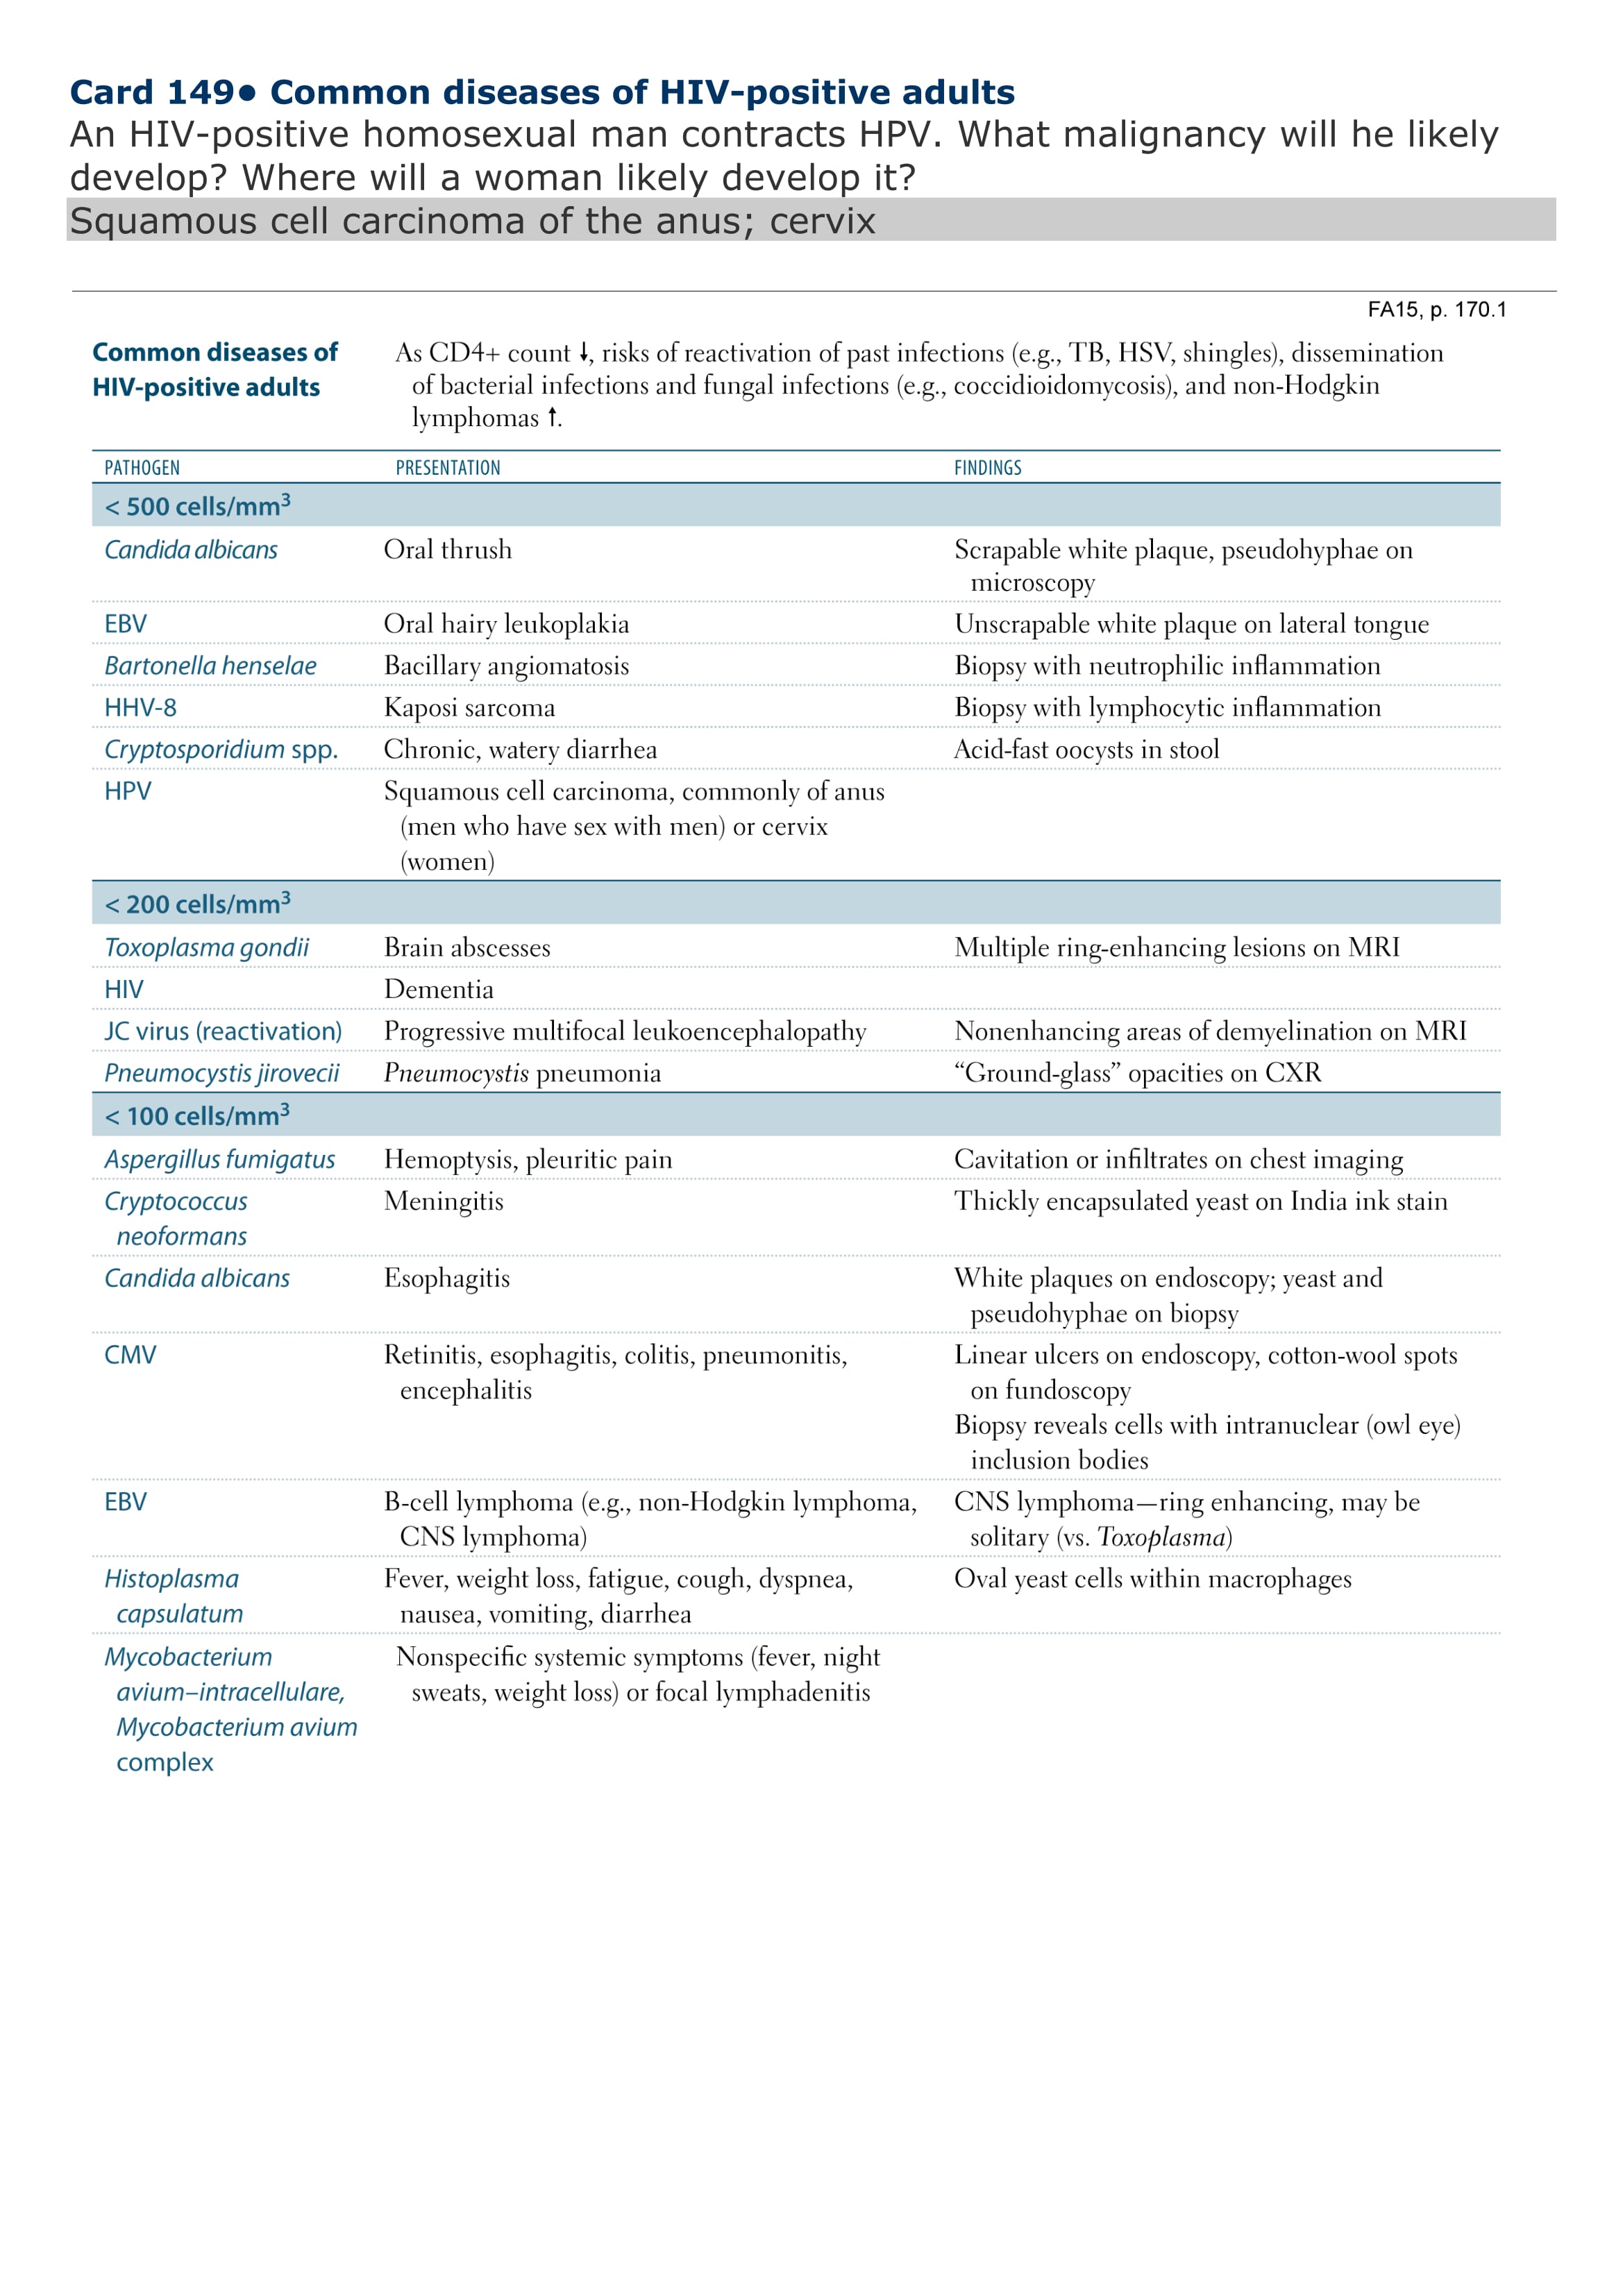 Card 149• Common diseases of HIV-positive adults
An HIV-positive homosexual man contracts HPV. What malignancy will he likely
develop? Where will a woman likely develop it?
Squamous cell carcinoma of the anus; cervix
FA15, p. 170.1
Common diseases of HIV-positive adults
As CD4+ count ↓, risks of reactivation of past infections (e.g., TB, HSV, shingles), dissemination
of bacterial infections and fungal infections (e.g., coccidioidomycosis), and non-Hodgkin
lymphomas ↑.
PATHOGEN PRESENTATION FINDINGS
< 500 cells/mm³
Candida albicans Oral thrush Scrapable white plaque, pseudohyphae on
microscopy
EBV Oral hairy leukoplakia Unscrapable white plaque on lateral tongue
Bartonella henselae Bacillary angiomatosis Biopsy with neutrophilic inflammation
HHV-8 Kaposi sarcoma Biopsy with lymphocytic inflammation
Cryptosporidium spp. Chronic, watery diarrhea Acid-fast oocysts in stool
HPV Squamous cell carcinoma, commonly of anus
(men who have sex with men) or cervix
(women)
< 200 cells/mm³
Toxoplasma gondii Brain abscesses Multiple ring-enhancing lesions on MRI
HIV Dementia
JC virus (reactivation) Progressive multifocal leukoencephalopathy Nonenhancing areas of demyelination on MRI
Pneumocystis jirovecii Pneumocystis pneumonia “Ground-glass” opacities on CXR
< 100 cells/mm³
Aspergillus fumigatus Hemoptysis, pleuritic pain Cavitation or infiltrates on chest imaging
Cryptococcus
neoformans
Meningitis Thickly encapsulated yeast on India ink stain
Candida albicans Esophagitis White plaques on endoscopy; yeast and
pseudohyphae on biopsy
CMV Retinitis, esophagitis, colitis, pneumonitis,
encephalitis
Linear ulcers on endoscopy, cotton-wool spots
on fundoscopy
Biopsy reveals cells with intranuclear (owl eye)
inclusion bodies
EBV B-cell lymphoma (e.g., non-Hodgkin lymphoma,
CNS lymphoma)
CNS lymphoma—ring enhancing, may be
solitary (vs. Toxoplasma)
Histoplasma
capsulatum
Fever, weight loss, fatigue, cough, dyspnea,
nausea, vomiting, diarrhea
Oval yeast cells within macrophages
Mycobacterium
avium–intracellulare,
Mycobacterium avium
complex
Nonspecific systemic symptoms (fever, night
sweats, weight loss) or focal lymphadenitis